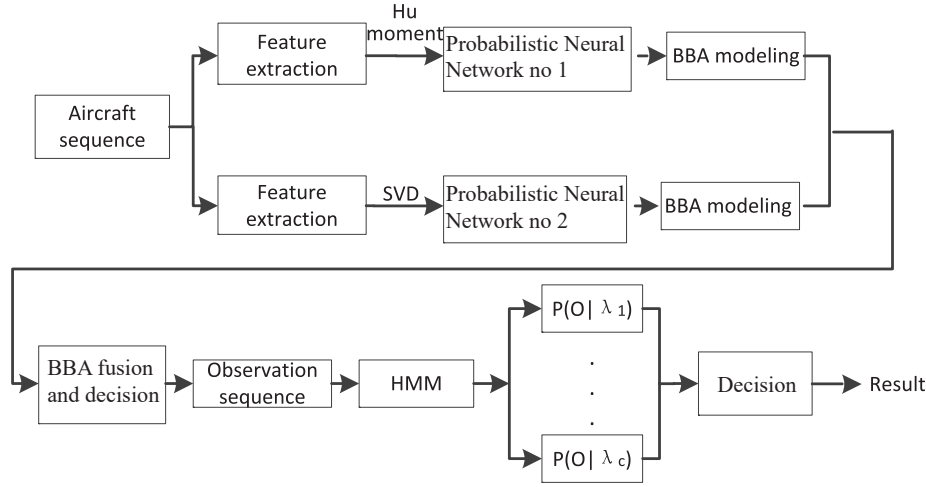 Hu
moment
Feature
extraction
Probabilistic Neural
Network no 1
BBA modeling
Aircraft
sequence
Feature
extraction
SVD
Probabilistic Neural
Network no 2
BBA modeling
P(O| λ 1)
BBA fusion
and decision
Observation
sequence
HMM
.
.
.
Decision
Result
P(O| λ c)